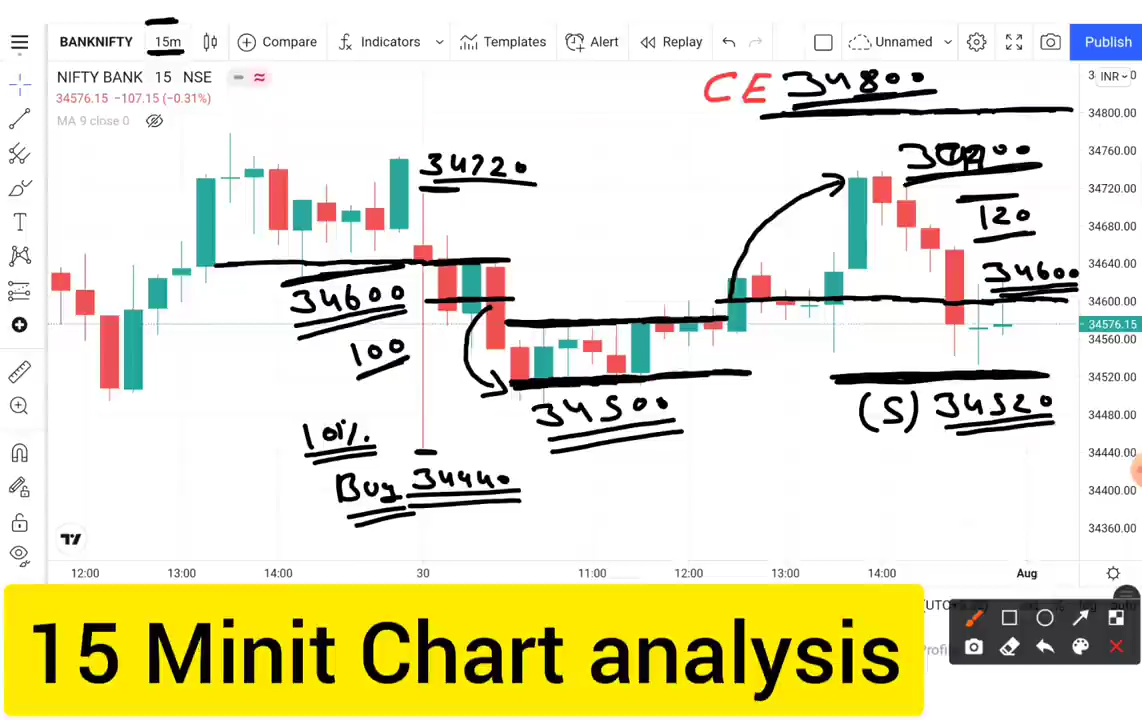 BANKNIFTY 15m Compare Indicators Templates Alert Replay Unnamed Publish
NIFTY BANK 15 NSE
34576.15 −107.15 (−0.31%)
MA 9 close 0
INR
CE 34800
34800.00
34760.00
34720
34720.00
120
34680.00
34640.00
34600
34600
34600.00
34576.15
100
34560.00
34520.00
34500
(S) 34520
34480.00
10%
34440.00
Buy 34440
34400.00
34360.00
12:00 13:00 14:00 30 11:00 12:00 13:00 14:00 Aug
15 Minit Chart analysis